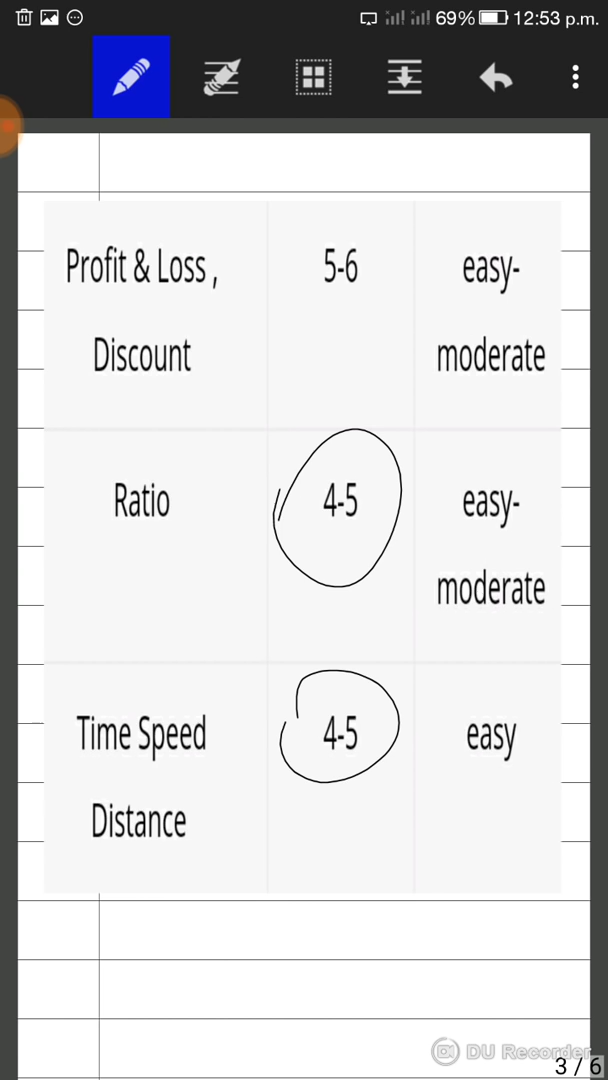 69% 12:53 p.m.
Profit & Loss , 5-6 easy-
Discount moderate
Ratio 4-5 easy-
moderate
Time Speed 4-5 easy
Distance
DU Recorder
3 / 6